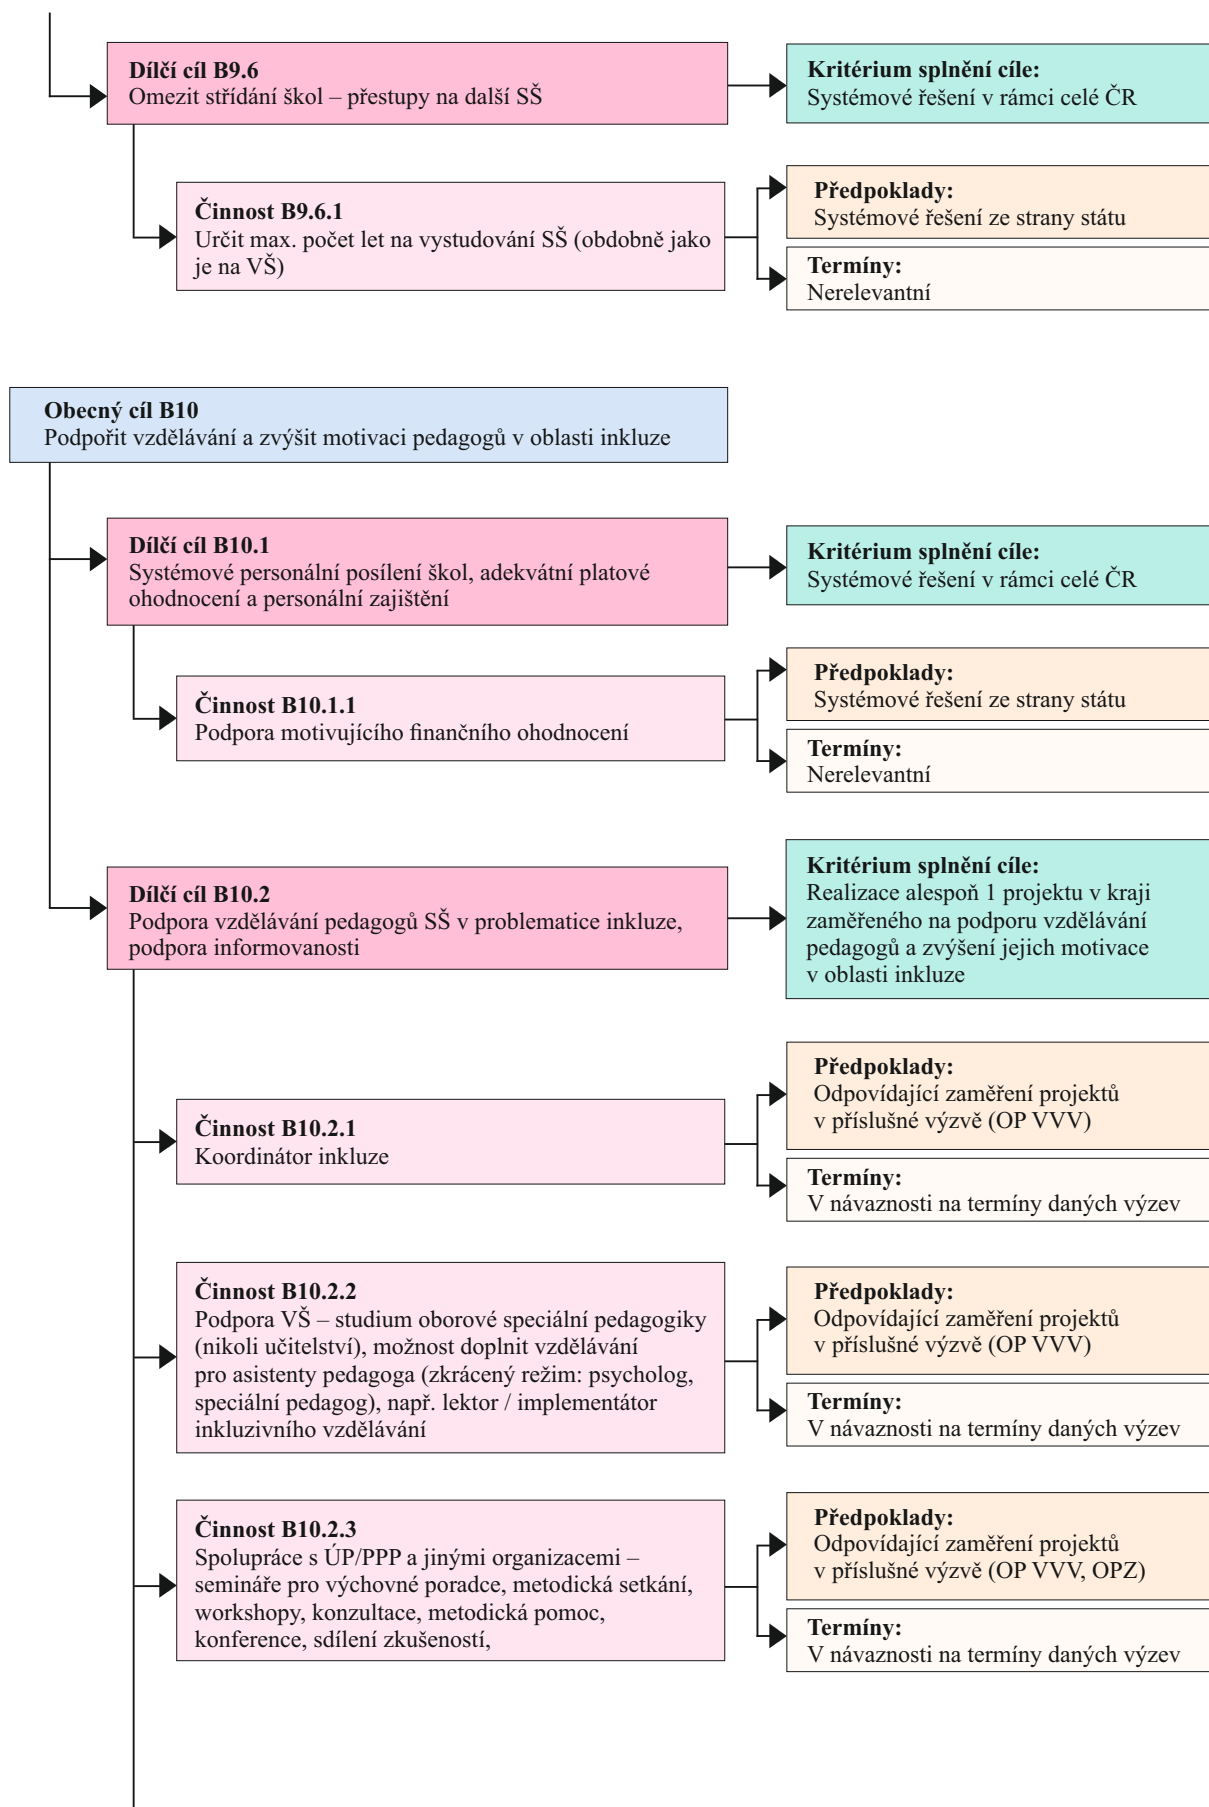 Dílčí cíl B9.6
Omezit střídání škol – přestupy na další SŠ
Kritérium splnění cíle:
Systémové řešení v rámci celé ČR
Činnost B9.6.1
Určit max. počet let na vystudování SŠ (obdobně jako
je na VŠ)
Předpoklady:
Systémové řešení ze strany státu
Termíny:
Nerelevantní
Obecný cíl B10
Podpořit vzdělávání a zvýšit motivaci pedagogů v oblasti inkluze
Dílčí cíl B10.1
Systémové personální posílení škol, adekvátní platové
ohodnocení a personální zajištění
Kritérium splnění cíle:
Systémové řešení v rámci celé ČR
Činnost B10.1.1
Podpora motivujícího finančního ohodnocení
Předpoklady:
Systémové řešení ze strany státu
Termíny:
Nerelevantní
Dílčí cíl B10.2
Podpora vzdělávání pedagogů SŠ v problematice inkluze,
podpora informovanosti
Kritérium splnění cíle:
Realizace alespoň 1 projektu v kraji
zaměřeného na podporu vzdělávání
pedagogů a zvýšení jejich motivace
v oblasti inkluze
Činnost B10.2.1
Koordinátor inkluze
Předpoklady:
Odpovídající zaměření projektů
v příslušné výzvě (OP VVV)
Termíny:
V návaznosti na termíny daných výzev
Činnost B10.2.2
Podpora VŠ – studium oborové speciální pedagogiky
(nikoli učitelství), možnost doplnit vzdělávání
pro asistenty pedagoga (zkrácený režim: psycholog,
speciální pedagog), např. lektor / implementátor
inkluzivního vzdělávání
Předpoklady:
Odpovídající zaměření projektů
v příslušné výzvě (OP VVV)
Termíny:
V návaznosti na termíny daných výzev
Činnost B10.2.3
Spolupráce s ÚP/PPP a jinými organizacemi –
semináře pro výchovné poradce, metodická setkání,
workshopy, konzultace, metodická pomoc,
konference, sdílení zkušeností,
Předpoklady:
Odpovídající zaměření projektů
v příslušné výzvě (OP VVV, OPZ)
Termíny:
V návaznosti na termíny daných výzev